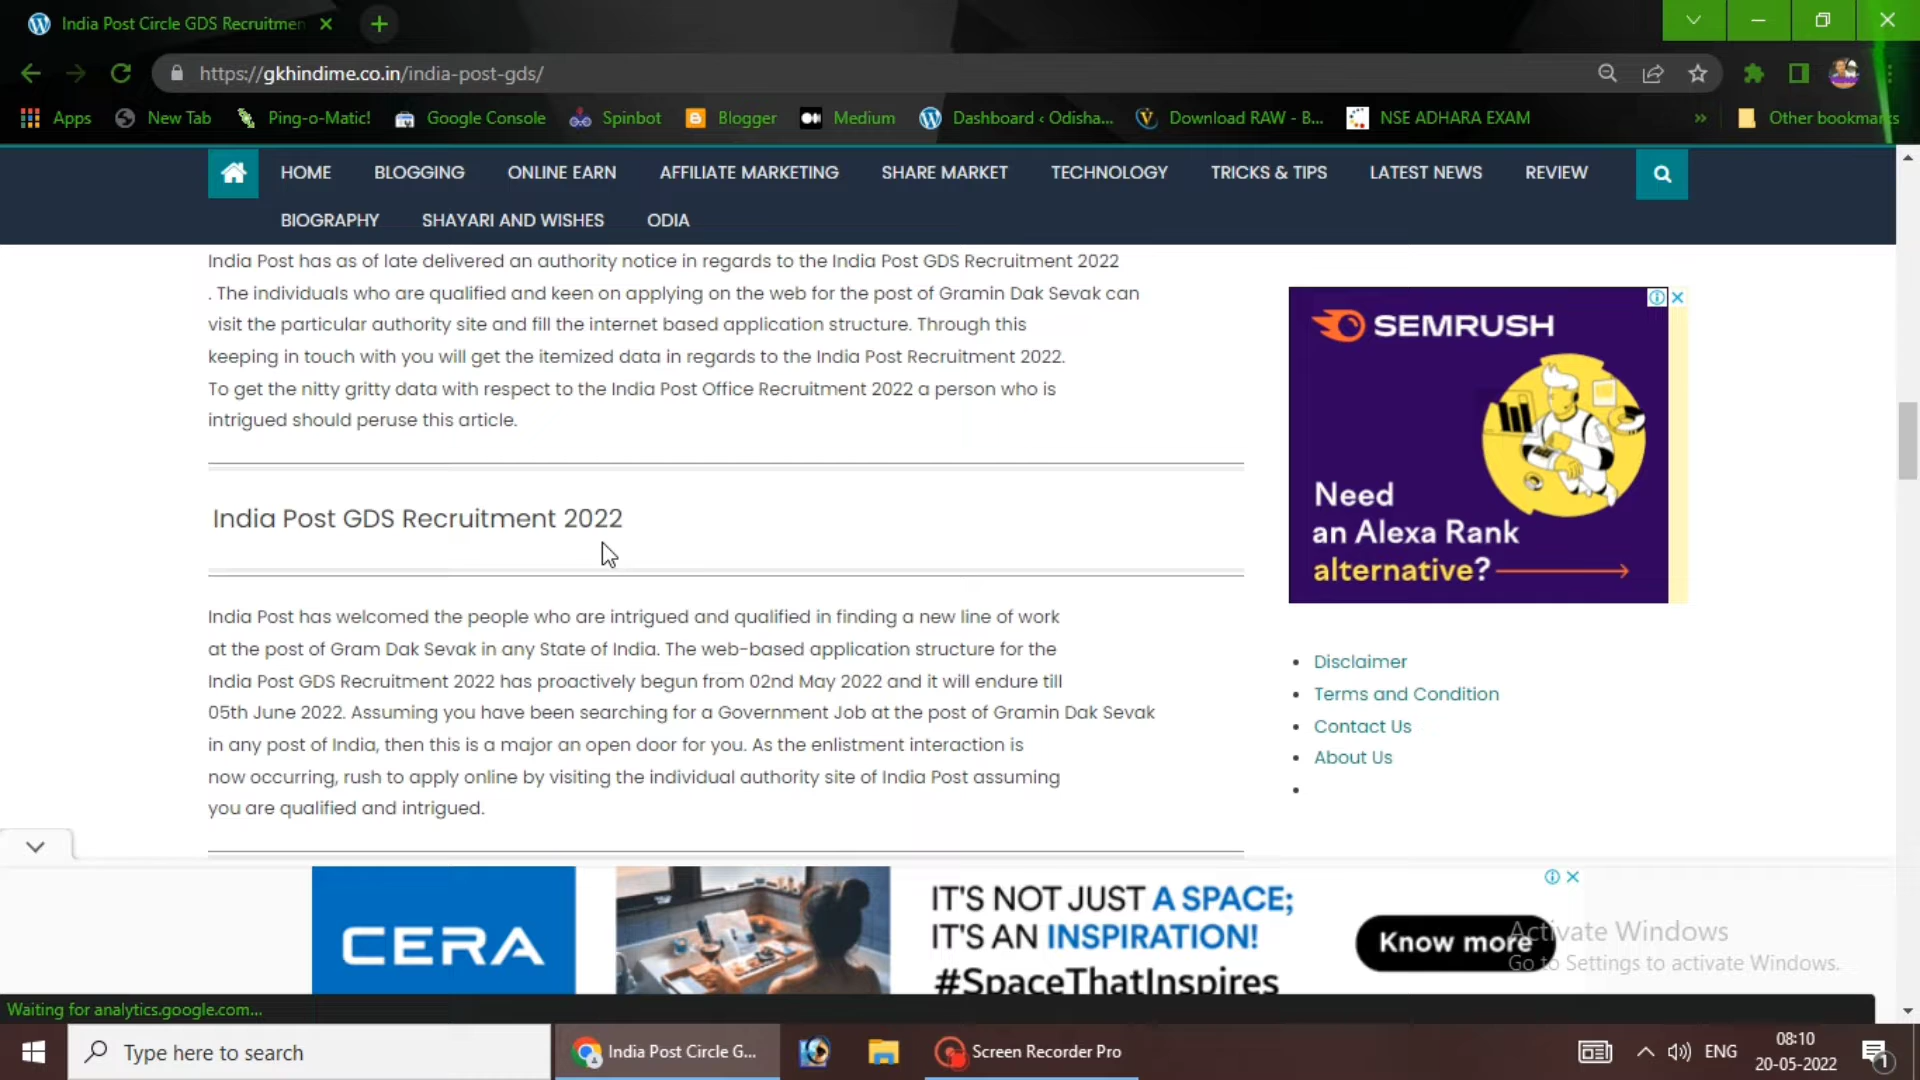 India Post Circle GDS Recruitmen
https://gkhindime.co.in/india-post-gds/
Apps
New Tab
Ping-o-Matic!
Google Console
Spinbot
Blogger
Medium
Dashboard ‹ Odisha...
Download RAW - B...
NSE ADHARA EXAM
»
Other bookmarks
HOME
BLOGGING
ONLINE EARN
AFFILIATE MARKETING
SHARE MARKET
TECHNOLOGY
TRICKS & TIPS
LATEST NEWS
REVIEW
BIOGRAPHY
SHAYARI AND WISHES
ODIA
India Post has as of late delivered an authority notice in regards to the India Post GDS Recruitment 2022
. The individuals who are qualified and keen on applying on the web for the post of Gramin Dak Sevak can
visit the particular authority site and fill the internet based application structure. Through this
keeping in touch with you will get the itemized data in regards to the India Post Recruitment 2022.
To get the nitty gritty data with respect to the India Post Office Recruitment 2022 a person who is
intrigued should peruse this article.
India Post GDS Recruitment 2022
India Post has welcomed the people who are intrigued and qualified in finding a new line of work
at the post of Gram Dak Sevak in any State of India. The web-based application structure for the
India Post GDS Recruitment 2022 has proactively begun from 02nd May 2022 and it will endure till
05th June 2022. Assuming you have been searching for a Government Job at the post of Gramin Dak Sevak
in any post of India, then this is a major an open door for you. As the enlistment interaction is
now occurring, rush to apply online by visiting the individual authority site of India Post assuming
you are qualified and intrigued.
SEMRUSH
Need
an Alexa Rank
alternative?
Disclaimer
Terms and Condition
Contact Us
About Us
CERA
IT'S NOT JUST A SPACE;
IT'S AN INSPIRATION!
#SpaceThatInspires
Know more
Activate Windows
Go to Settings to activate Windows.
Waiting for analytics.google.com...
Type here to search
India Post Circle G...
Screen Recorder Pro
ENG
08:10
20-05-2022
1